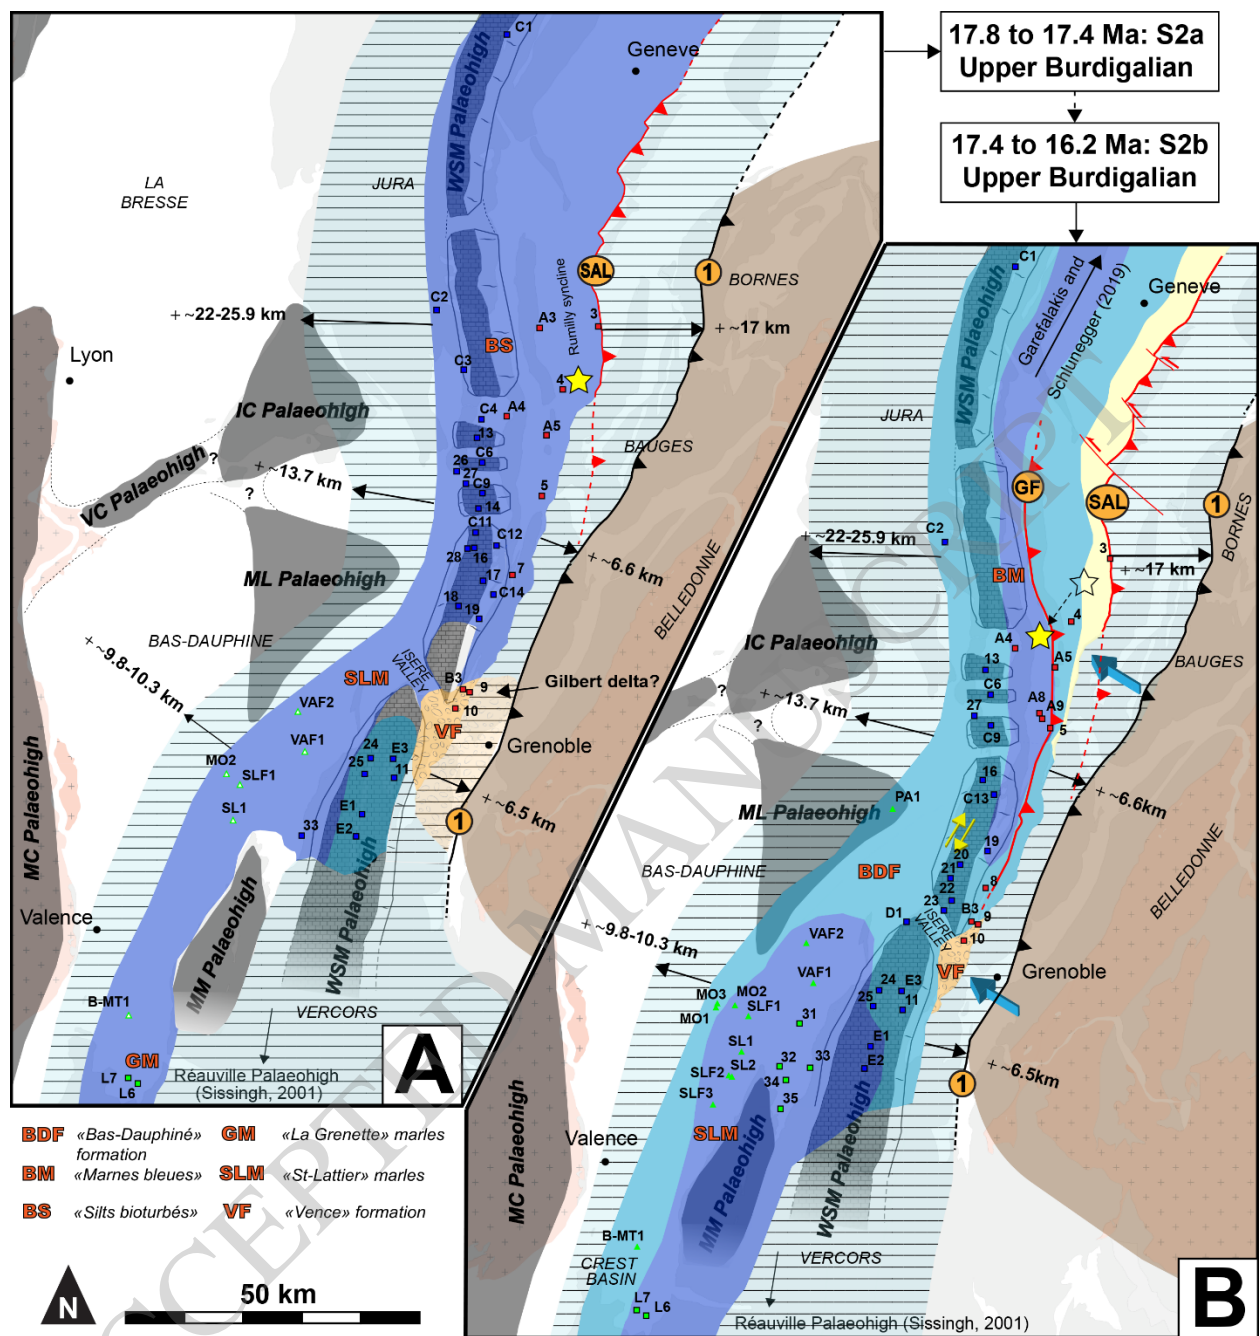 17.8 to 17.4 Ma: S2a
Upper Burdigalian
17.4 to 16.2 Ma: S2b
Upper Burdigalian
A
C1
Geneve
WSM Palaeohigh
LA
BRESSE
JURA
SAL
1
BORNES
Rumilly syncline
+ ~22-25.9 km
C2
A3
3
+ ~17 km
Lyon
BS
C3
4
IC Palaeohigh
C4
A4
13
A5
BAUGES
VC Palaeohigh
?
+ ~13.7 km
?
26
C6
27
C9
5
14
C11
C12
28
16
+ ~6.6 km
ML Palaeohigh
7
17
C14
18
19
BELLEDONNE
BAS-DAUPHINE
ISERE
VALLEY
+ ~9.8-10.3 km
SLM
B3
9
Gilbert delta?
VAF2
10
VF
Grenoble
VAF1
24
E3
MO2
25
11
SLF1
+ ~6.5 km
SL1
E1
1
33
E2
MC Palaeohigh
Valence
MM Palaeohigh
WSM Palaeohigh
B-MT1
VERCORS
GM
L7
L6
Réauville Palaeohigh
(Sissingh, 2001)
A
BDF
«Bas-Dauphiné»
formation
GM
«La Grenette» marles
BM
«Marnes bleues»
SLM
«St-Lattier» marles
BS
«Silts bioturbés»
VF
«Vence» formation
N
50 km
C1
Garefalakis and
Schlunegger (2019)
Geneve
WSM Palaeohigh
JURA
GF
SAL
1
BORNES
C2
+ ~22-25.9 km
3
+ ~17 km
BM
4
IC Palaeohigh
A4
13
A5
BAUGES
?
+ ~13.7 km
?
C6
27
A8
A9
C9
5
16
ML Palaeohigh
PA1
C13
+ ~6.6km
19
20
BAS-DAUPHINE
BDF
21
22
8
BELLEDONNE
23
B3
9
D1
ISERE
VALLEY
10
+ ~9.8-10.3 km
VAF2
VF
Grenoble
VAF1
24
E3
MO3
MO2
25
11
MO1
SLF1
31
SL1
E1
+ ~6.5km
SLF2
SL2
32
33
E2
34
1
SLF3
35
Valence
SLM
MC Palaeohigh
MM Palaeohigh
WSM Palaeohigh
B-MT1
VERCORS
CREST
BASIN
L7
L6
Réauville Palaeohigh (Sissingh, 2001)
B
CCEPTED MANUSCRIPT